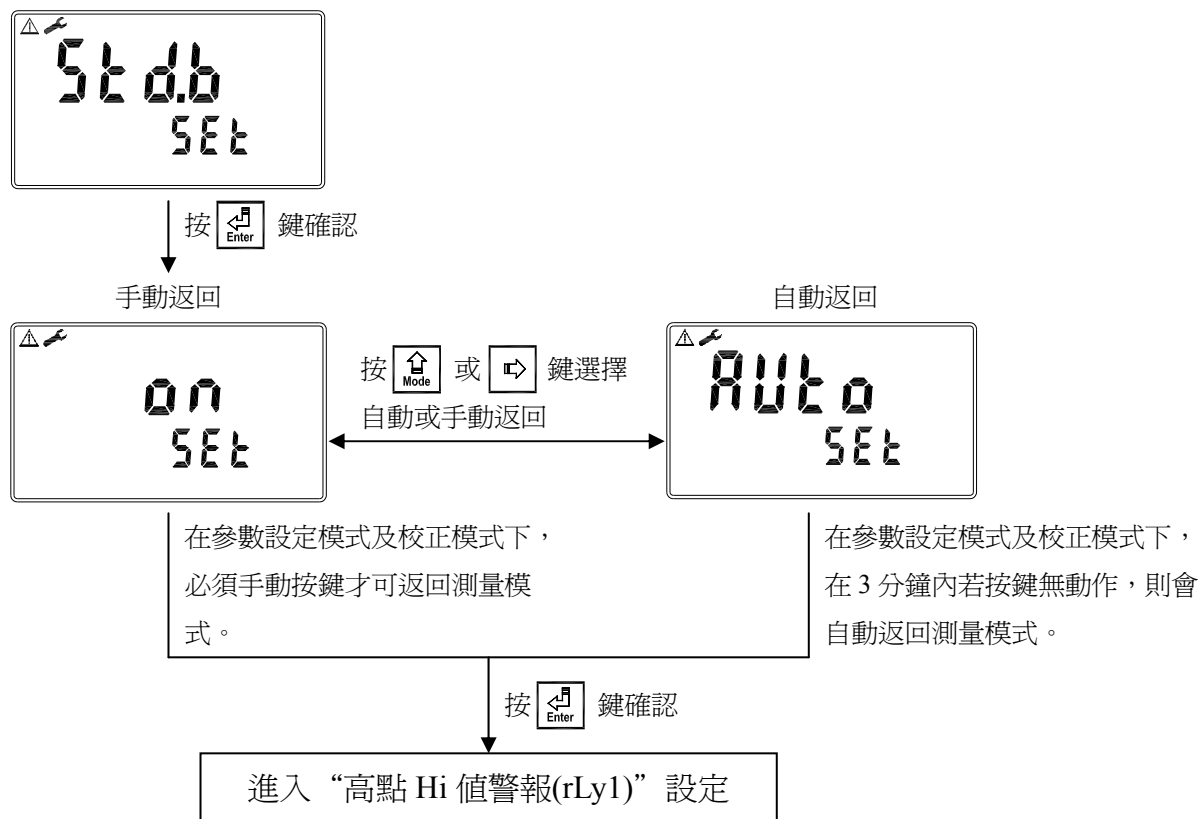 Std.b
SEt
按 Enter 鍵確認
手動返回
自動返回
on
SEt
按 Mode 或 鍵選擇
自動或手動返回
AUto
SEt
在參數設定模式及校正模式下，
必須手動按鍵才可返回測量模
式。
在參數設定模式及校正模式下，
在 3 分鐘內若按鍵無動作，則會
自動返回測量模式。
按 Enter 鍵確認
進入“高點 Hi 值警報(rLy1)”設定